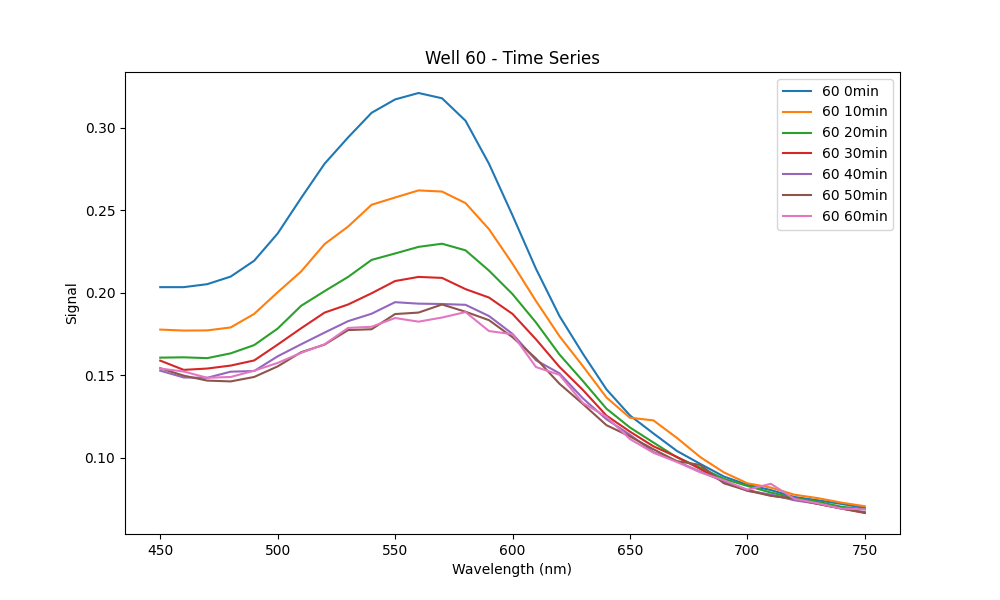 Well 60 - Time Series
60 0min
60 10min
60 20min
60 30min
60 40min
60 50min
60 60min
Signal
0.30
0.25
0.20
0.15
0.10
450 500 550 600 650 700 750
Wavelength (nm)